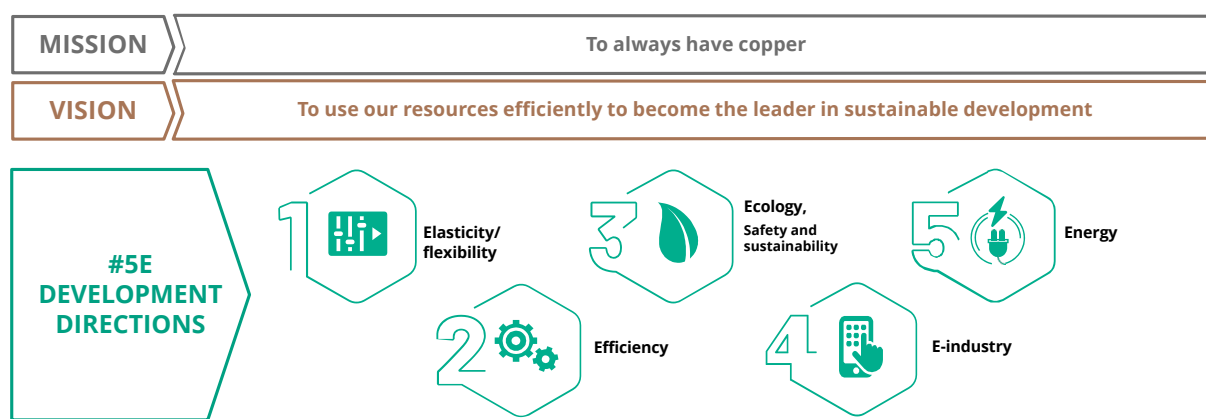 MISSION
To always have copper
VISION
To use our resources efficiently to become the leader in sustainable development
#5E
DEVELOPMENT
DIRECTIONS
1
Elasticity/
flexibility
2
Efficiency
3
Ecology,
Safety and
sustainability
4
E-industry
5
Energy